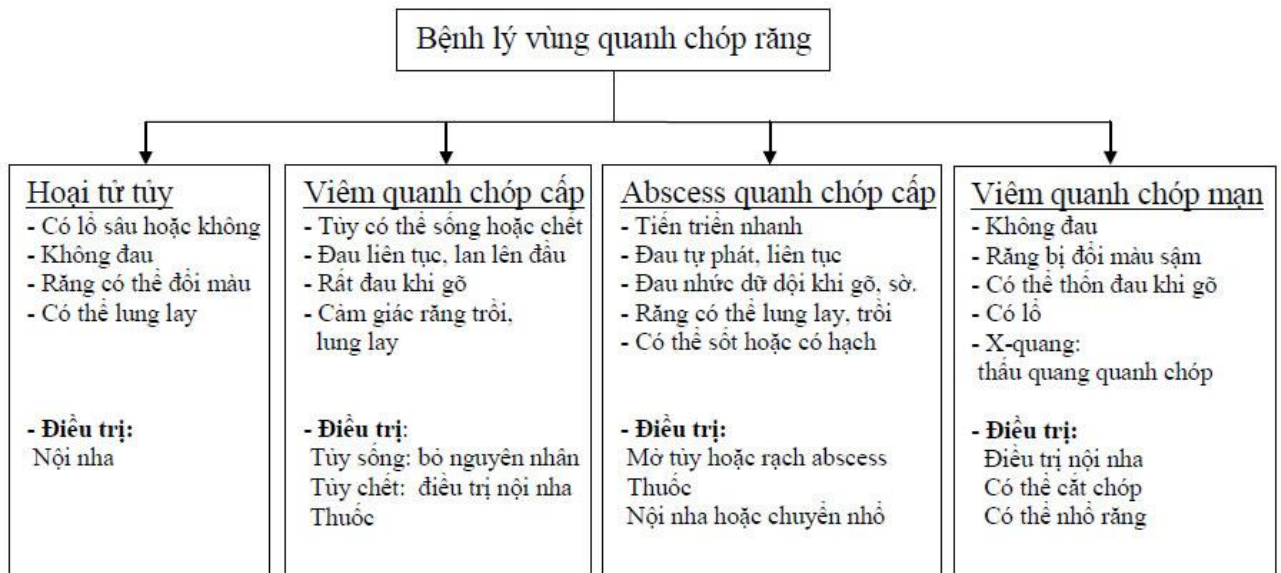 Bệnh lý vùng quanh chóp răng
Hoại tử tủy
- Có lổ sâu hoặc không
- Không đau
- Răng có thể đổi màu
- Có thể lung lay
- Điều trị:
Nội nha
Viêm quanh chóp cấp
- Tủy có thể sống hoặc chết
- Đau liên tục, lan lên đầu
- Rất đau khi gõ
- Cảm giác răng trồi,
lung lay
- Điều trị:
Tủy sống: bỏ nguyên nhân
Tủy chết: điều trị nội nha
Thuốc
Abscess quanh chóp cấp
- Tiến triển nhanh
- Đau tự phát, liên tục
- Đau nhức dữ dội khi gõ, sờ.
- Răng có thể lung lay, trồi
- Có thể sốt hoặc có hạch
- Điều trị:
Mở tủy hoặc rạch abscess
Thuốc
Nội nha hoặc chuyển nhổ
Viêm quanh chóp mạn
- Không đau
- Răng bị đổi màu sậm
- Có thể thốn đau khi gõ
- Có lổ
- X-quang:
thấu quang quanh chóp
- Điều trị:
Điều trị nội nha
Có thể cắt chóp
Có thể nhổ răng